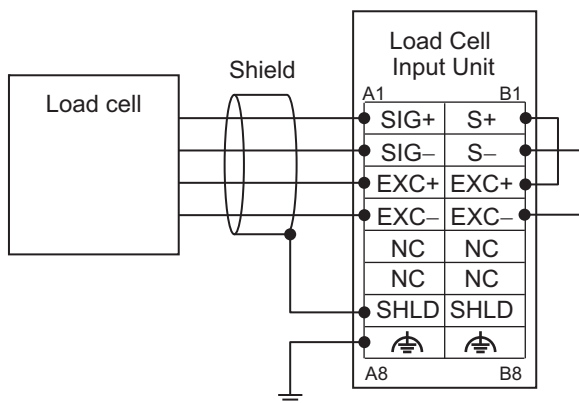 Load Cell
Input Unit
Shield
A1 B1
Load cell
SIG+ S+
SIG− S−
EXC+ EXC+
EXC− EXC−
NC NC
NC NC
SHLD SHLD
A8 B8